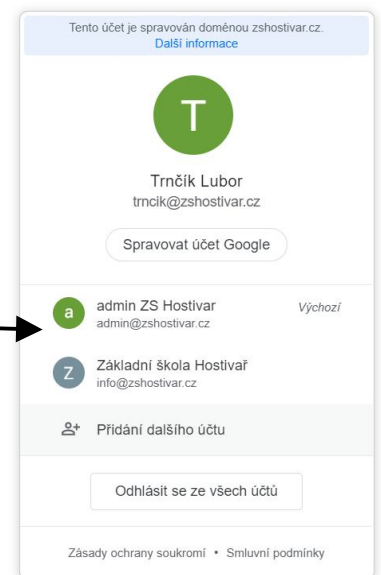 Tento účet je spravován doménou zshostivar.cz.
Další informace
T
Trnčík Lubor
trncik@zshostivar.cz
Spravovat účet Google
a
admin ZS Hostivar
Výchozí
admin@zshostivar.cz
Z
Základní škola Hostivař
info@zshostivar.cz
Přidání dalšího účtu
Odhlásit se ze všech účtů
Zásady ochrany soukromí • Smluvní podmínky